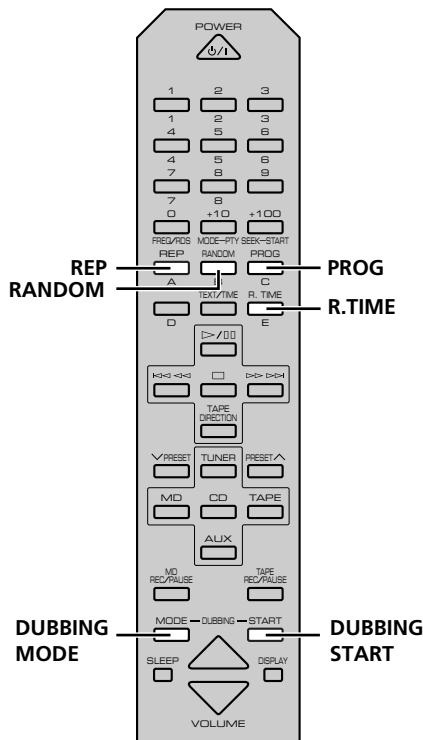 POWER
⏻/I
1 2 3
1 2 3
4 5 6
4 5 6
7 8 9
7 8
0 +10 +100
FREQ/RDS MODE–PTY SEEK–START
REP REP RANDOM PROG PROG
RANDOM A B C
TEXT/TIME R. TIME R.TIME
D E
TAPE
DIRECTION
PRESET TUNER PRESET
MD CD TAPE
AUX
MD
REC/PAUSE
TAPE
REC/PAUSE
DUBBING
MODE
MODE – DUBBING – START
DUBBING
START
SLEEP DISPLAY
VOLUME